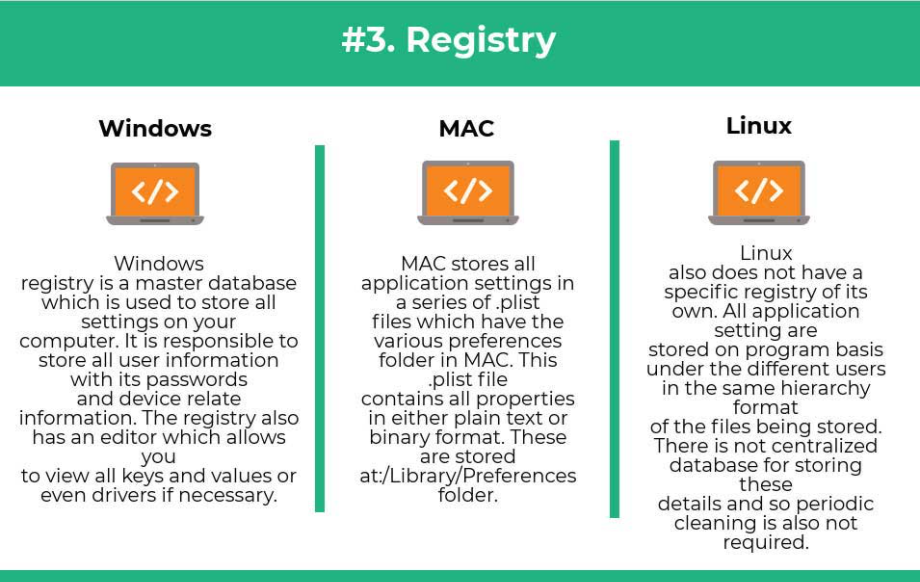 #3. Registry
Windows
</>
Windows
registry is a master database
which is used to store all
settings on your
computer. It is responsible to
store all user information
with its passwords
and device relate
information. The registry also
has an editor which allows
you
to view all keys and values or
even drivers if necessary.
MAC
</>
MAC stores all
application settings in
a series of .plist
files which have the
various preferences
folder in MAC. This
.plist file
contains all properties
in either plain text or
binary format. These
are stored
at:/Library/Preferences
folder.
Linux
</>
Linux
also does not have a
specific registry of its
own. All application
setting are
stored on program basis
under the different users
in the same hierarchy
format
of the files being stored.
There is not centralized
database for storing
these
details and so periodic
cleaning is also not
required.